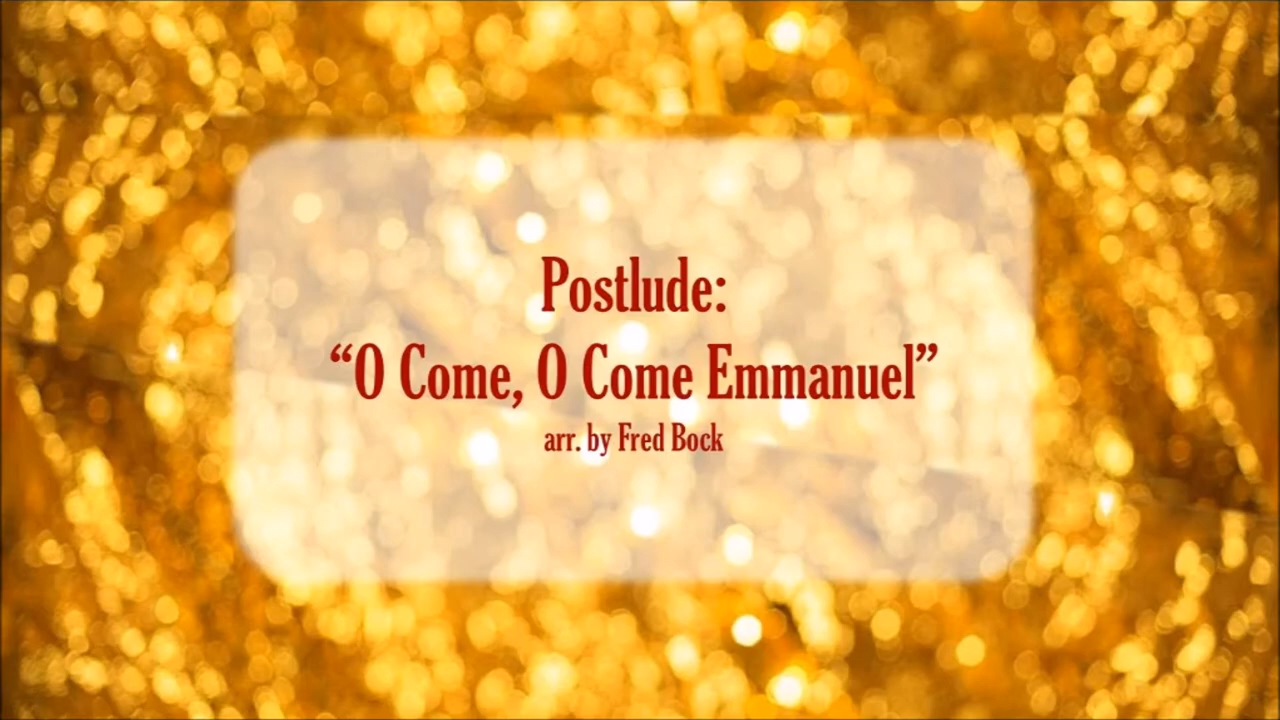 Postlude:
“O Come, O Come Emmanuel”
arr. by Fred Bock